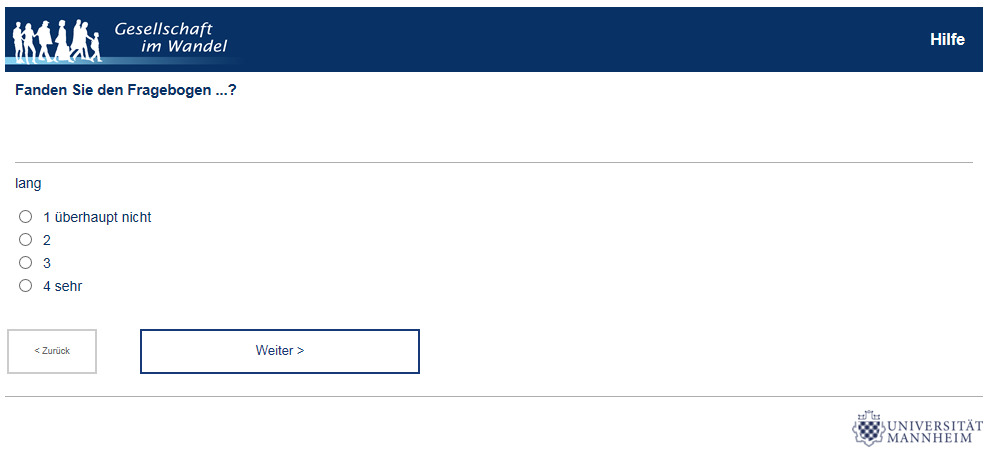 Gesellschaft
im Wandel
Hilfe
Fanden Sie den Fragebogen ...?
lang
1 überhaupt nicht
2
3
4 sehr
< Zurück
Weiter >
UNIVERSITÄT
MANNHEIM